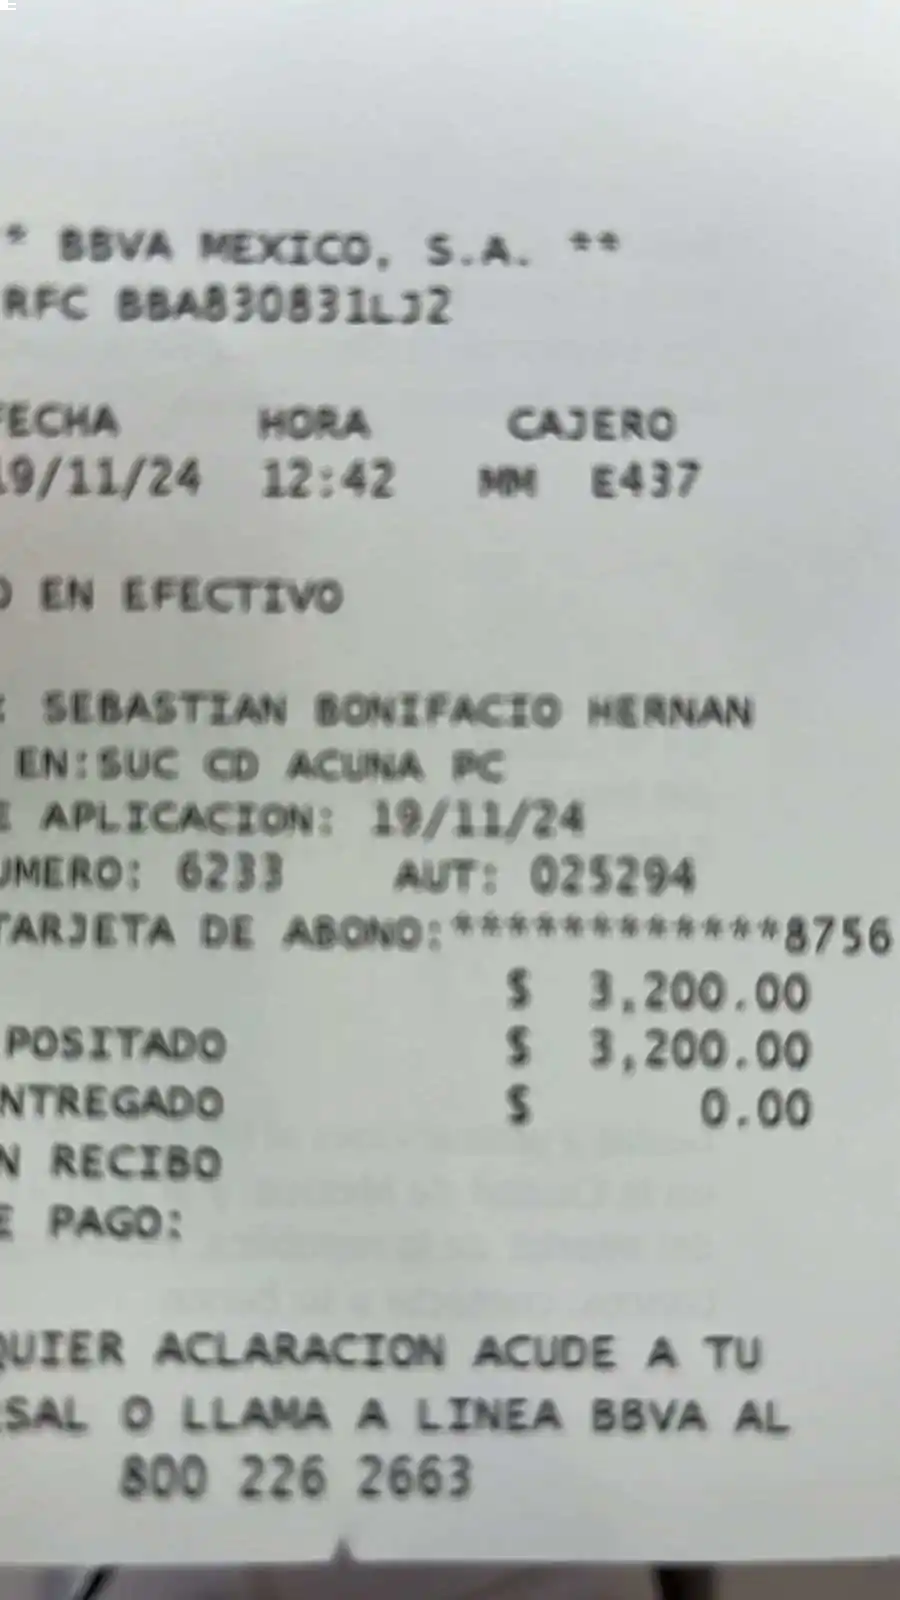 * BBVA MEXICO, S.A. **
RFC BBA830831LJ2
FECHA HORA CAJERO
19/11/24 12:42 MM E437
O EN EFECTIVO
: SEBASTIAN BONIFACIO HERNAN
EN:SUC CD ACUNA PC
E APLICACION: 19/11/24
UMERO: 6233 AUT: 025294
TARJETA DE ABONO:************8756
$ 3,200.00
POSITADO $ 3,200.00
NTREGADO $ 0.00
N RECIBO
E PAGO:
QUIER ACLARACION ACUDE A TU
SAL O LLAMA A LINEA BBVA AL
800 226 2663